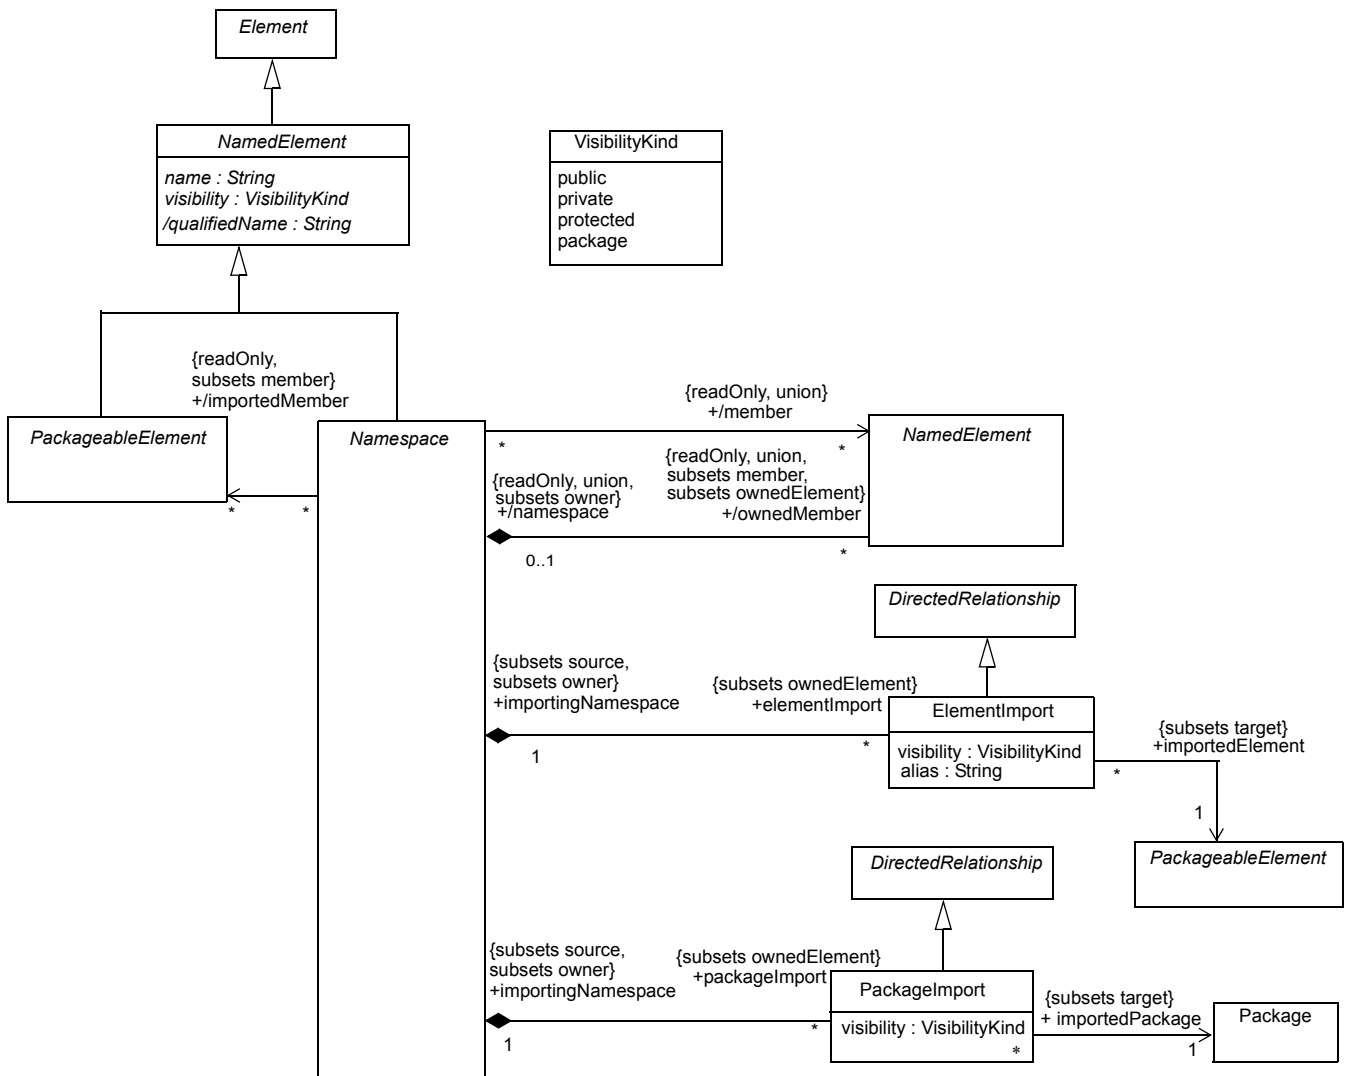 Element
NamedElement
name : String
visibility : VisibilityKind
/qualifiedName : String
VisibilityKind
public
private
protected
package
{readOnly,
subsets member}
+/importedMember
PackageableElement
*
*
Namespace
{readOnly, union}
+/member
*
*
NamedElement
{readOnly, union,
subsets owner}
+/namespace
0..1
{readOnly, union,
subsets member,
subsets ownedElement}
+/ownedMember
*
DirectedRelationship
{subsets source,
subsets owner}
+importingNamespace
1
{subsets ownedElement}
+elementImport
*
ElementImport
visibility : VisibilityKind
alias : String
{subsets target}
+importedElement
*
1
PackageableElement
DirectedRelationship
{subsets source,
subsets owner}
+importingNamespace
1
{subsets ownedElement}
+packageImport
*
PackageImport
visibility : VisibilityKind
*
{subsets target}
+ importedPackage
1
Package